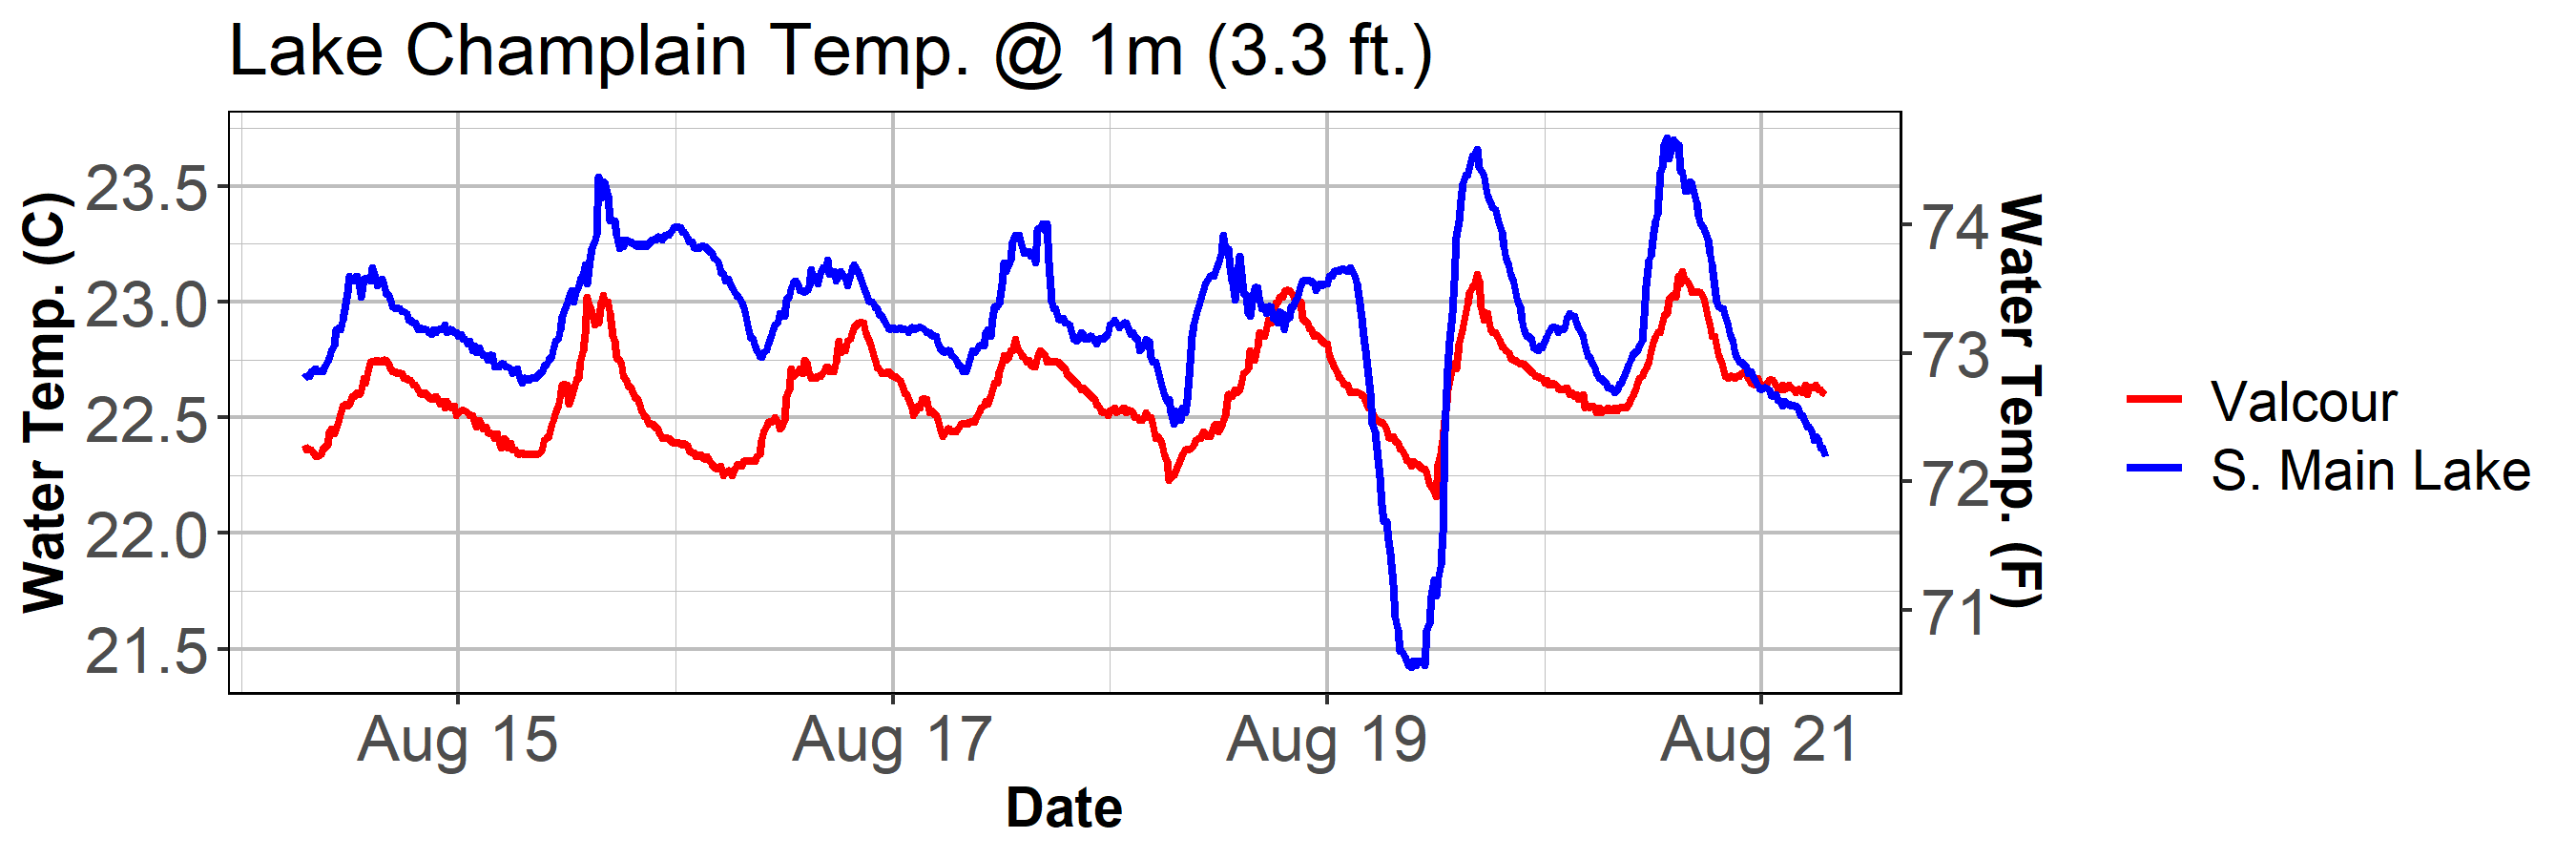 Lake Champlain Temp. @ 1m (3.3 ft.)
Water Temp. (C)
23.5
23.0
22.5
22.0
21.5
74
73
72
71
Water Temp. (F)
Aug 15 Aug 17 Aug 19 Aug 21
Date
Valcour
S. Main Lake